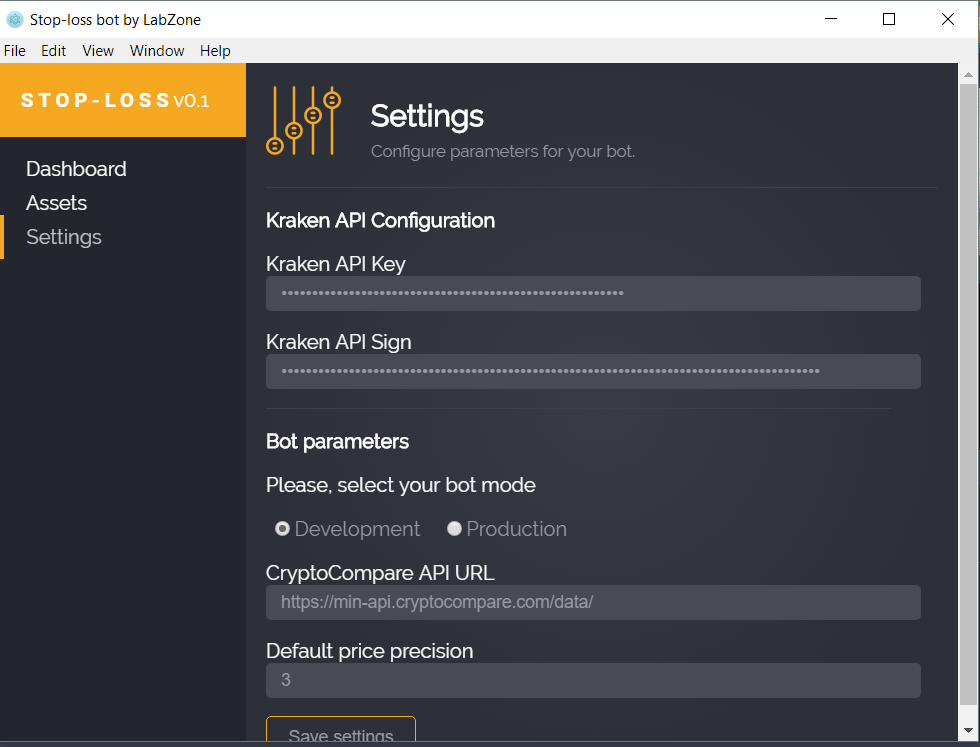 Stop-loss bot by LabZone
File Edit View Window Help
STOP-LOSS v0.1
Dashboard
Assets
Settings
Settings
Configure parameters for your bot.
Kraken API Configuration
Kraken API Key
Kraken API Sign
Bot parameters
Please, select your bot mode
Development Production
CryptoCompare API URL
https://min-api.cryptocompare.com/data/
Default price precision
3
Save settings